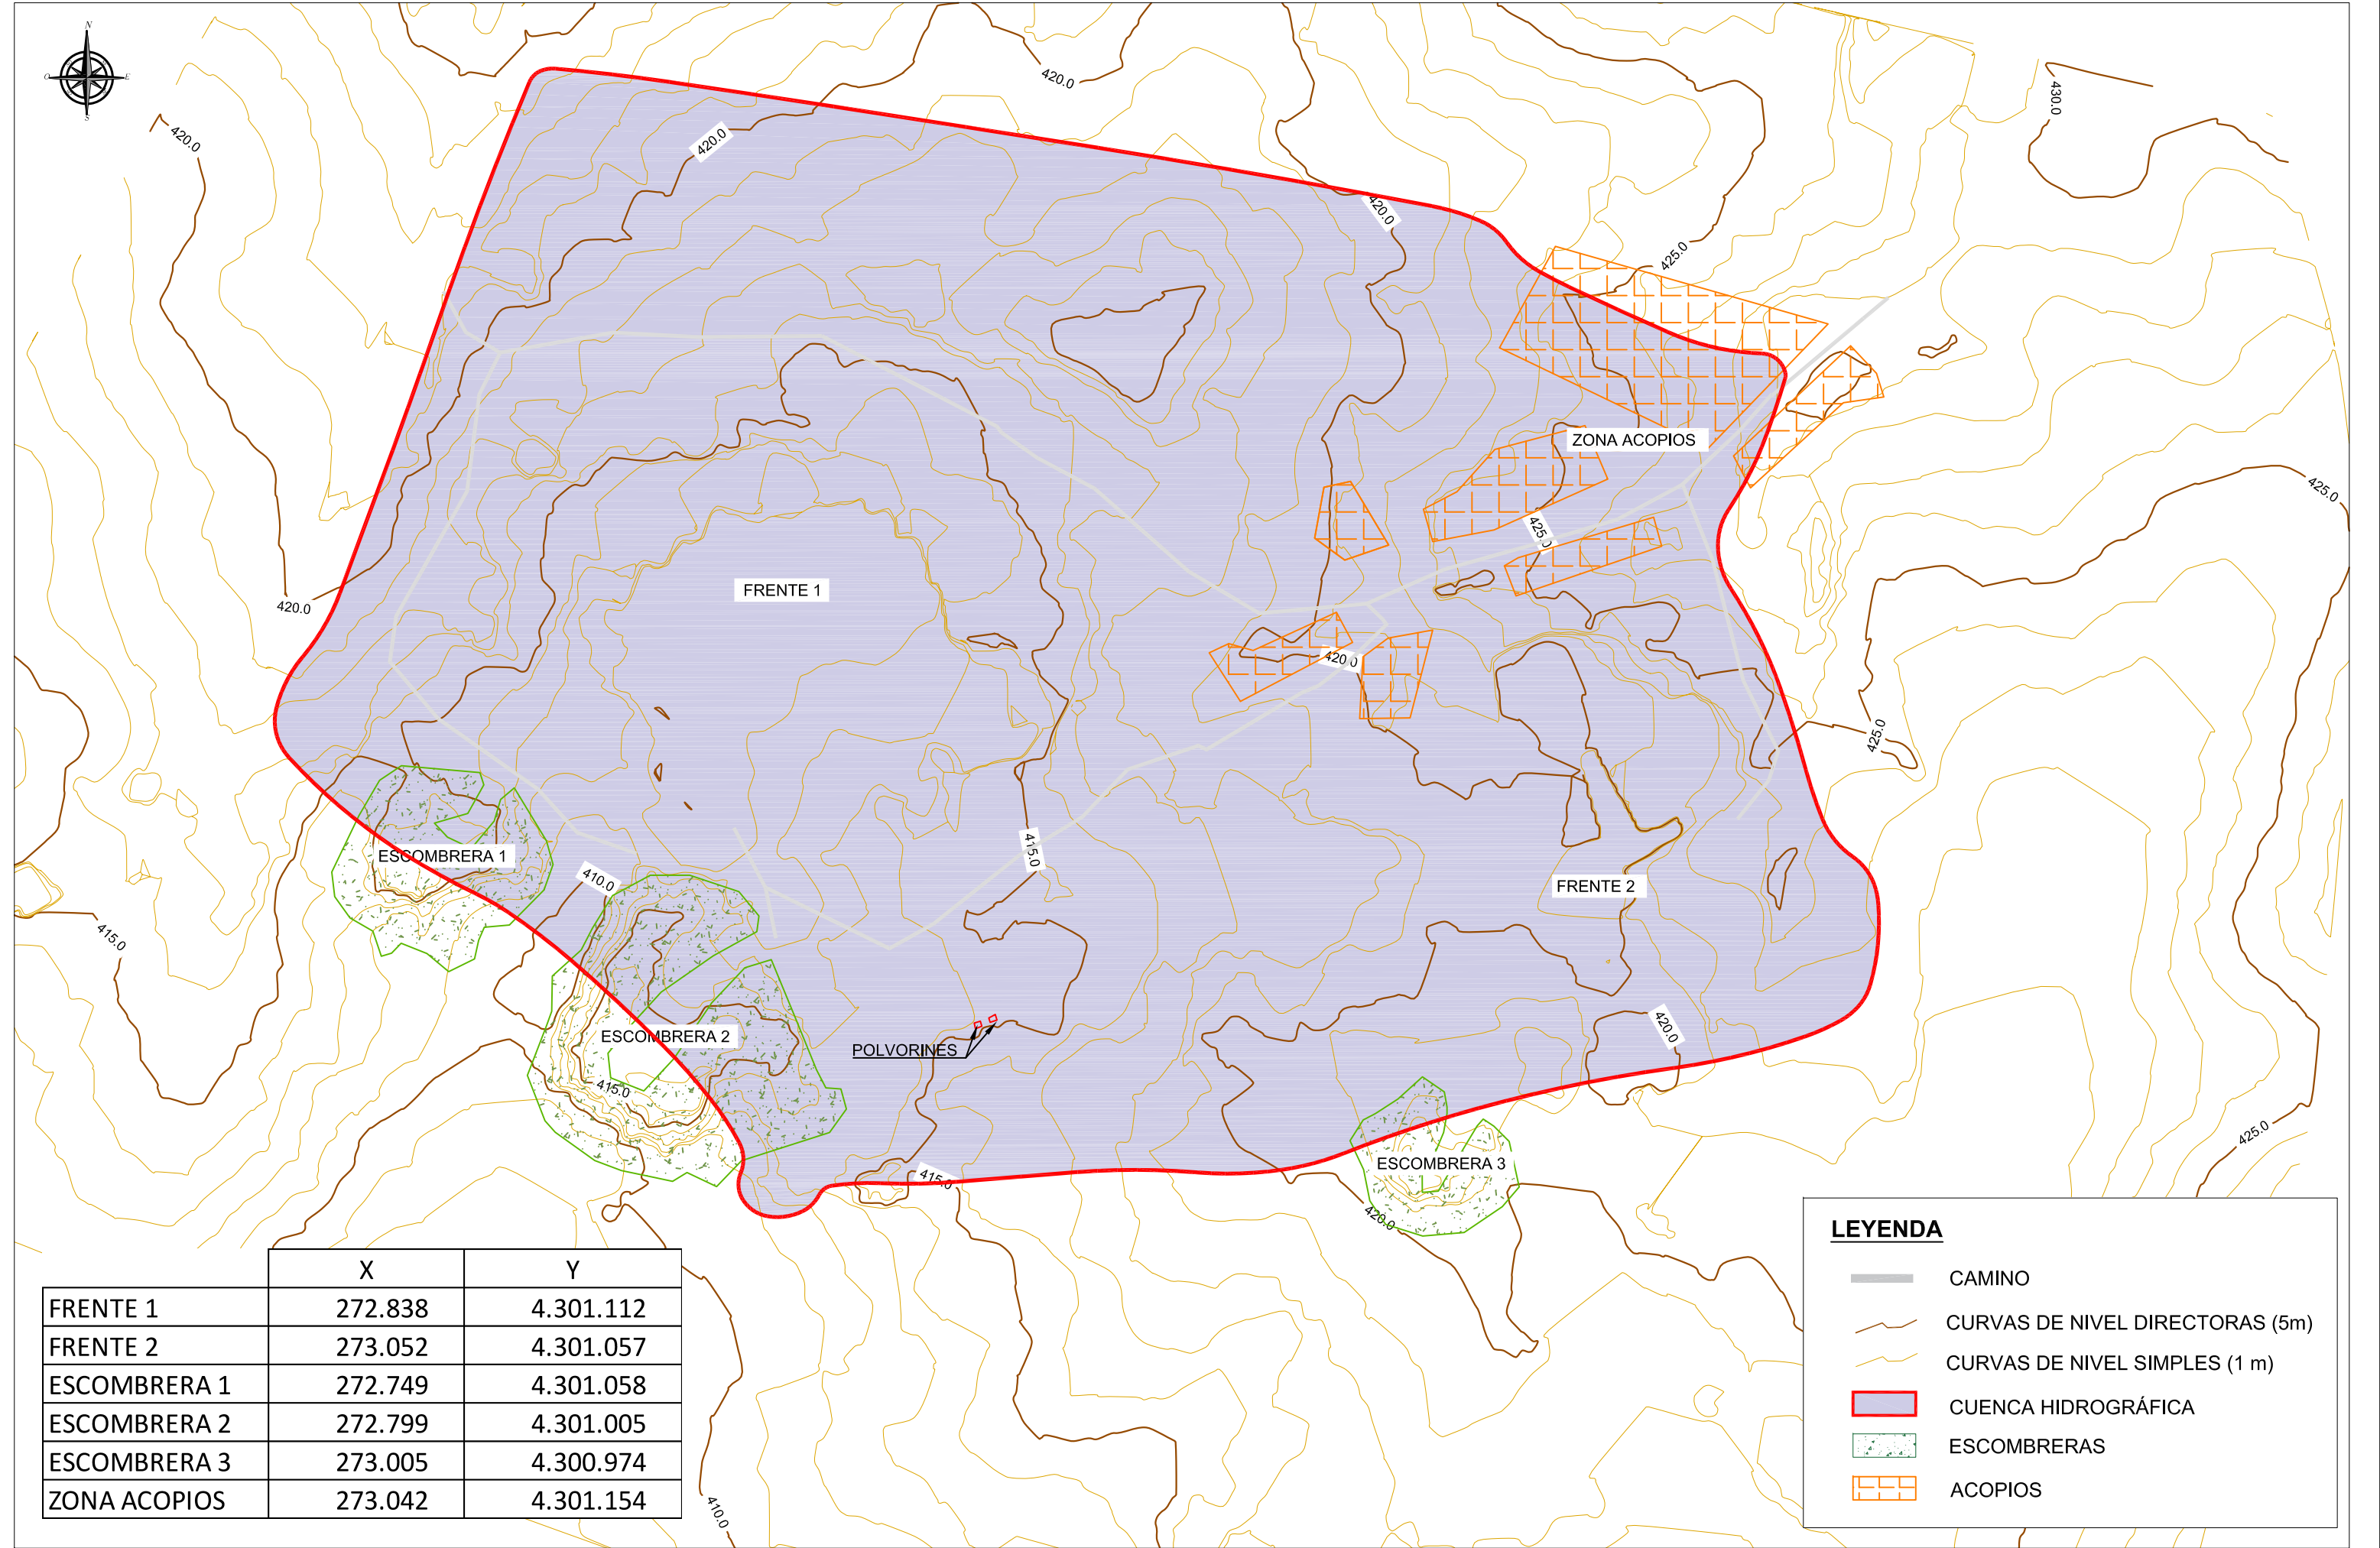 N
O
E
S
420.0
420.0
420.0
430.0
420.0
425.0
ZONA ACOPIOS
425.0
425.0
FRENTE 1
420.0
420.0
425.0
415.0
ESCOMBRERA 1
410.0
FRENTE 2
415.0
420.0
ESCOMBRERA 2
POLVORINES
415.0
425.0
ESCOMBRERA 3
415.0
420.0
410.0
X Y
FRENTE 1 272.838 4.301.112
FRENTE 2 273.052 4.301.057
ESCOMBRERA 1 272.749 4.301.058
ESCOMBRERA 2 272.799 4.301.005
ESCOMBRERA 3 273.005 4.300.974
ZONA ACOPIOS 273.042 4.301.154
LEYENDA
CAMINO
CURVAS DE NIVEL DIRECTORAS (5m)
CURVAS DE NIVEL SIMPLES (1 m)
CUENCA HIDROGRÁFICA
ESCOMBRERAS
ACOPIOS